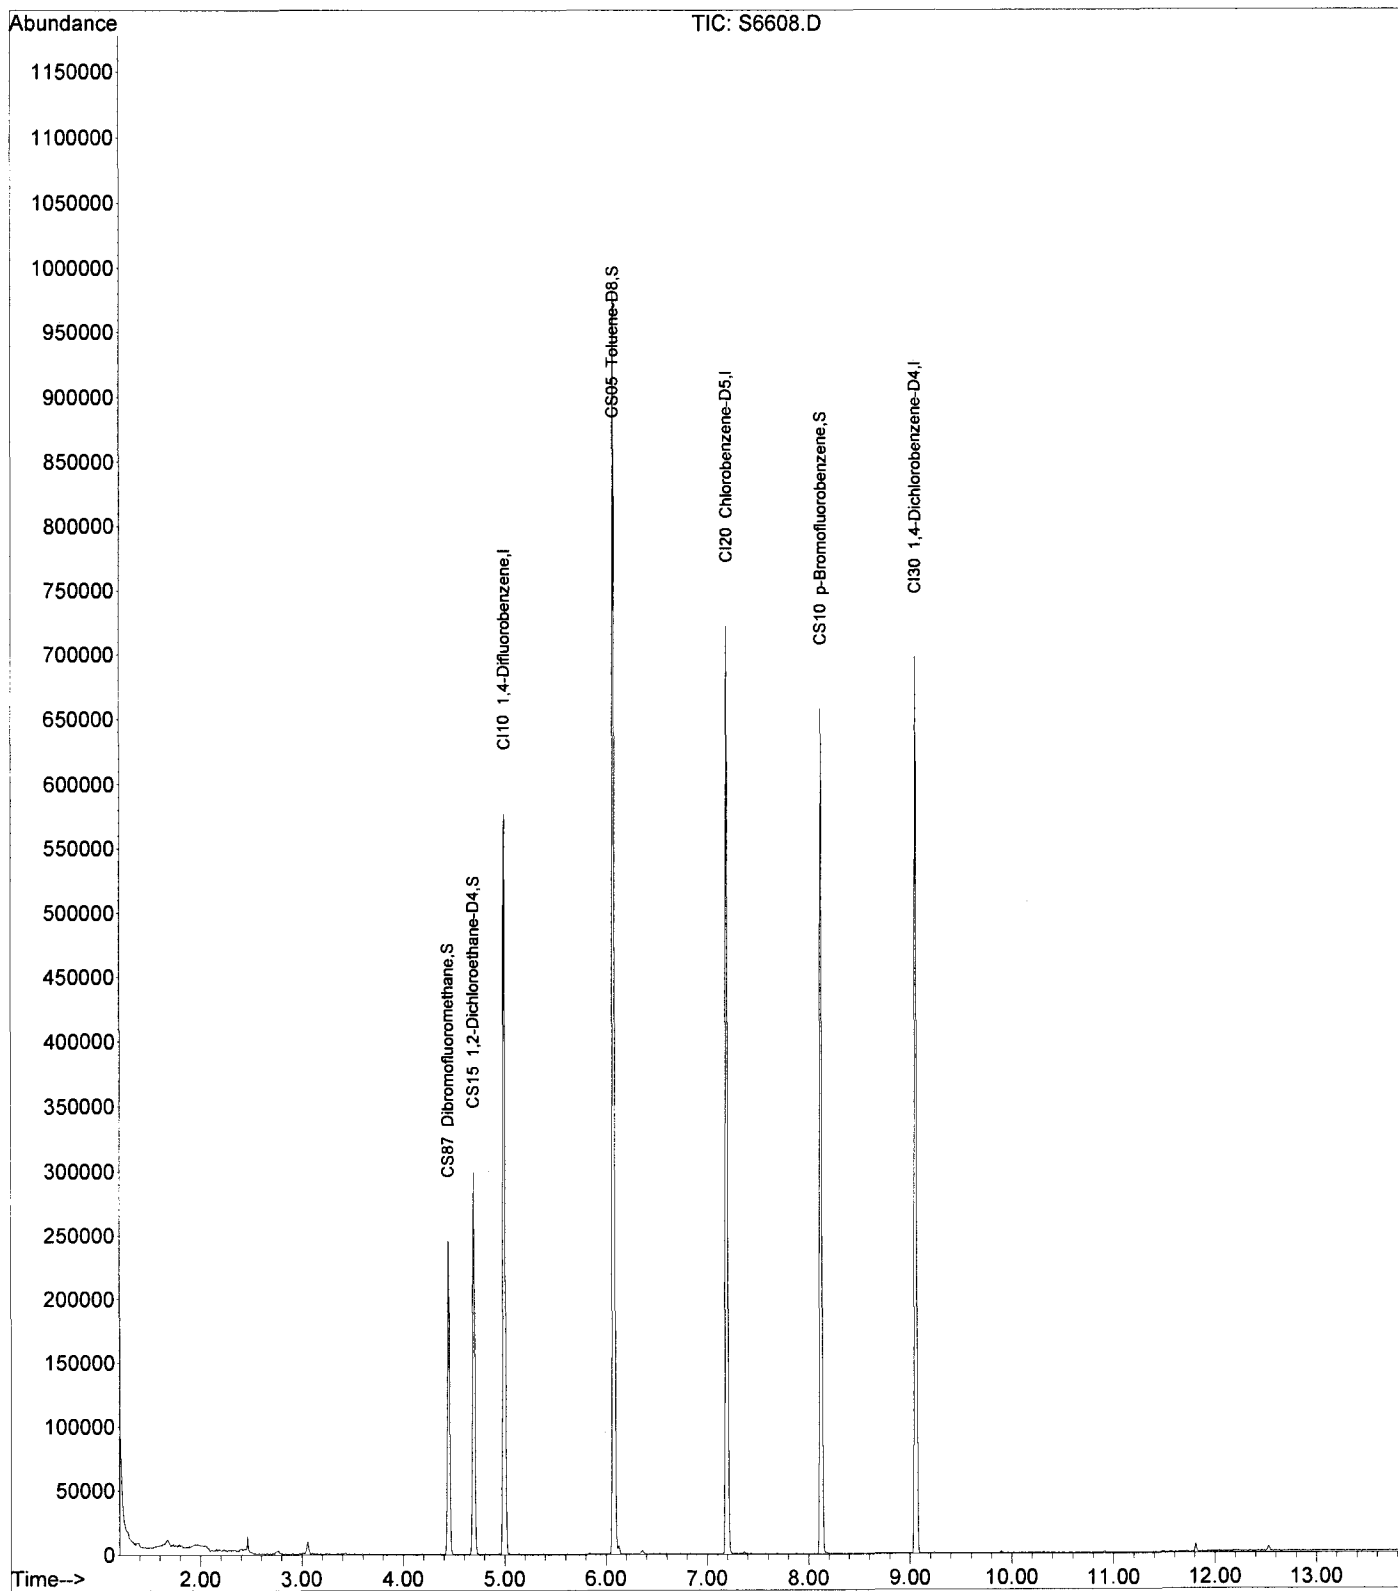 Abundance
TIC: S6608.D
1150000
1100000
1050000
1000000
950000
900000
850000
800000
750000
700000
650000
600000
550000
500000
450000
400000
350000
300000
250000
200000
150000
100000
50000
0
CS87 Dibromofluoromethane,S
CS15 1,2-Dichloroethane-D4,S
CI10 1,4-Difluorobenzene,I
CS05 Toluene-D8,S
CI20 Chlorobenzene-D5,I
CS10 p-Bromofluorobenzene,S
CI30 1,4-Dichlorobenzene-D4,I
Time--> 2.00 3.00 4.00 5.00 6.00 7.00 8.00 9.00 10.00 11.00 12.00 13.00